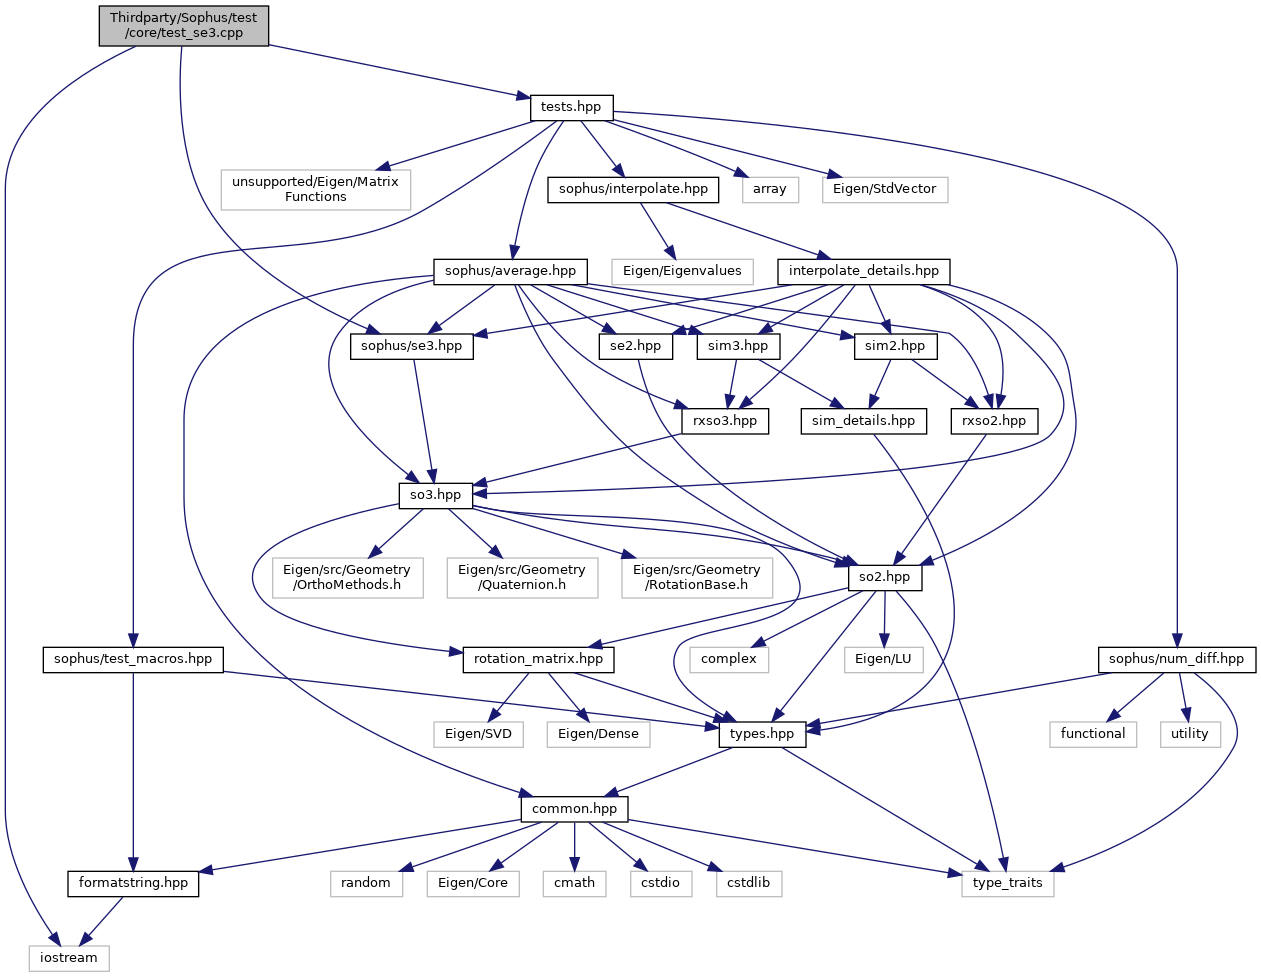 Thirdparty/Sophus/test
/core/test_se3.cpp
tests.hpp
unsupported/Eigen/Matrix
Functions
sophus/interpolate.hpp
array
Eigen/StdVector
sophus/average.hpp
Eigen/Eigenvalues
interpolate_details.hpp
sophus/se3.hpp
se2.hpp
sim3.hpp
sim2.hpp
rxso3.hpp
sim_details.hpp
rxso2.hpp
so3.hpp
Eigen/src/Geometry
/OrthoMethods.h
Eigen/src/Geometry
/Quaternion.h
Eigen/src/Geometry
/RotationBase.h
so2.hpp
sophus/test_macros.hpp
rotation_matrix.hpp
complex
Eigen/LU
sophus/num_diff.hpp
Eigen/SVD
Eigen/Dense
types.hpp
functional
utility
common.hpp
formatstring.hpp
random
Eigen/Core
cmath
cstdio
cstdlib
type_traits
iostream